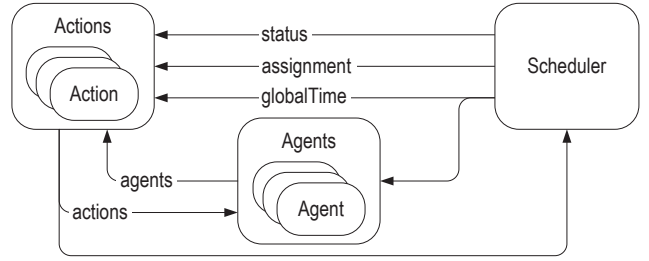 Actions
Action
status
assignment
globalTime
Scheduler
Agents
Agent
agents
actions